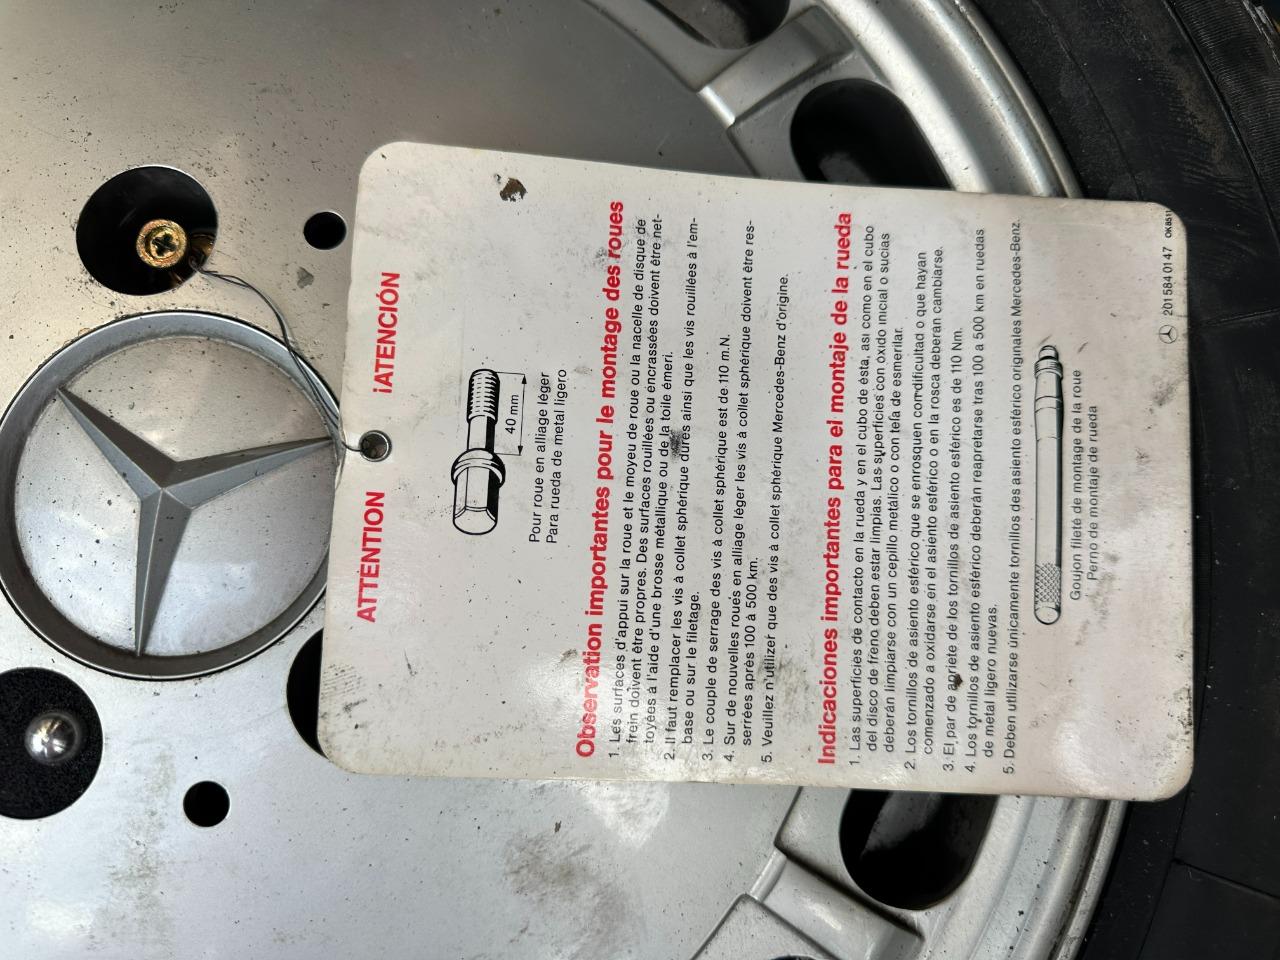 ATTENTION
¡ATENCIÓN
40 mm
Pour roue en alliage léger
Para rueda de metal ligero
Observation importantes pour le montage des roues
1. Les surfaces d'appui sur la roue et le moyeu de roue ou la nacelle de disque de
frein doivent être propres. Des surfaces rouillées ou encrassées doivent être net-
toyées à l'aide d'une brosse métallique ou de la toile émeri.
2. Il faut remplacer les vis à collet sphérique durés ainsi que les vis rouillées à l'em-
base ou sur le filetage.
3. Le couple de serrage des vis à collet sphérique est de 110 m.N.
4. Sur de nouvelles roues en alliage léger les vis à collet sphérique doivent être res-
serrées après 100 à 500 km.
5. Veuillez n'utilizer que des vis à collet sphérique Mercedes-Benz d'origine.
Indicaciones importantes para el montaje de la rueda
1. Las superficies de contacto en la rueda y en el cubo de ésta, así como en el cubo
del disco de freno deben estar limpias. Las superficies con óxido inicial o sucias
deberán limpiarse con un cepillo metálico o con tela de esmerilar.
2. Los tornillos de asiento esférico que se enrosquen con dificultad o que hayan
comenzado a oxidarse en el asiento esférico o en la rosca deberan cambiarse.
3. El par de apriete de los tornillos de asiento esférico es de 110 Nm.
4. Los tornillos de asiento esférico deberán reapretarse tras 100 a 500 km en ruedas
de metal ligero nuevas.
5. Deben utilizarse únicamente tornillos des asiento esférico originales Mercedes-Benz.
Goujon fileté de montage de la roue
Perno de montaje de rueda
201 584 01 47 OK8511